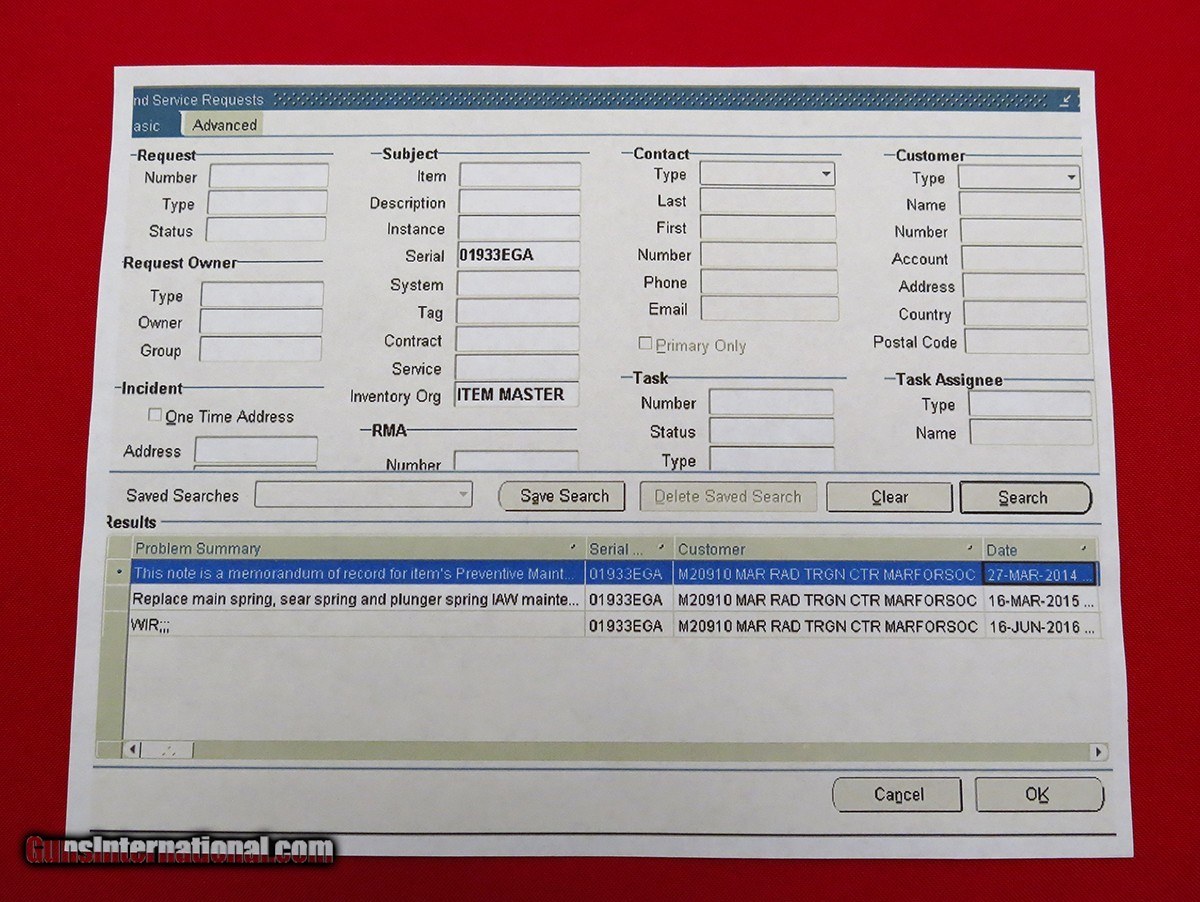 nd Service Requests
asic Advanced
Request
Number
Type
Status
Request Owner
Type
Owner
Group
Incident
One Time Address
Address
Subject
Item
Description
Instance
Serial 01933EGA
System
Tag
Contract
Service
Inventory Org ITEM MASTER
RMA
Number
Contact
Type
Last
First
Number
Phone
Email
Primary Only
Task
Number
Status
Type
Customer
Type
Name
Number
Account
Address
Country
Postal Code
Task Assignee
Type
Name
Saved Searches Save Search Delete Saved Search Clear Search
Results
Problem Summary Serial ... Customer Date
This note is a memorandum of record for item's Preventive Maint... 01933EGA M20910 MAR RAD TRGN CTR MARFORSOC 27-MAR-2014 ...
Replace main spring, sear spring and plunger spring IAW mainte... 01933EGA M20910 MAR RAD TRGN CTR MARFORSOC 16-MAR-2015 ...
WIR;;; 01933EGA M20910 MAR RAD TRGN CTR MARFORSOC 16-JUN-2016 ...
Cancel OK
GunsInternational.com